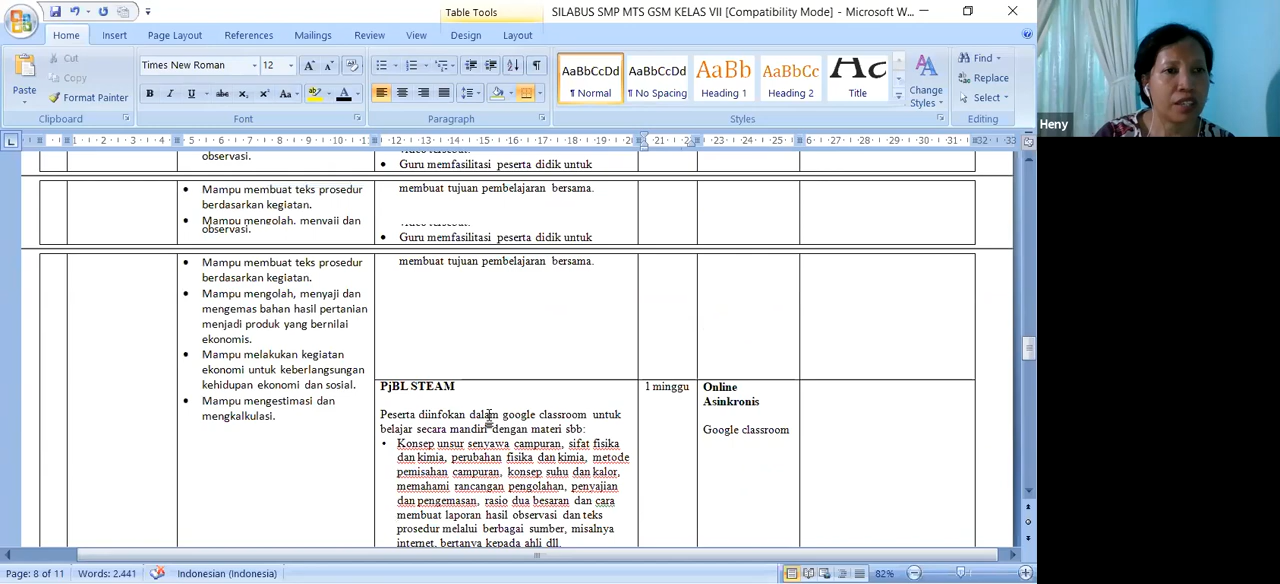 Table Tools
SILABUS SMP MTS GSM KELAS VII [Compatibility Mode] - Microsoft W...
Home Insert Page Layout References Mailings Review View Design Layout
Cut
Copy
Format Painter
Paste
Clipboard
Times New Roman 12
Font
Paragraph
AaBbCcDd AaBbCcDd AaBb AaBbCc Aa
¶ Normal ¶ No Spacing Heading 1 Heading 2 Title
Change
Styles
Styles
Find
Replace
Select
Editing
Heny
observasi.
• Guru memfasilitasi peserta didik untuk
• Mampu membuat teks prosedur
berdasarkan kegiatan.
• Mampu mengolah, menyaji dan
observasi.
membuat tujuan pembelajaran bersama.
• Guru memfasilitasi peserta didik untuk
• Mampu membuat teks prosedur
berdasarkan kegiatan.
• Mampu mengolah, menyaji dan
mengemas bahan hasil pertanian
menjadi produk yang bernilai
ekonomis.
• Mampu melakukan kegiatan
ekonomi untuk keberlangsungan
kehidupan ekonomi dan sosial.
• Mampu mengestimasi dan
mengkalkulasi.
membuat tujuan pembelajaran bersama.
PjBL STEAM
Peserta diinfokan dalam google classroom untuk
belajar secara mandiri dengan materi sbb:
• Konsep unsur senyawa campuran, sifat fisika
dan kimia, perubahan fisika dan kimia, metode
pemisahan campuran, konsep suhu dan kalor,
memahami rancangan pengolahan, penyajian
dan pengemasan, rasio dua besaran dan cara
membuat laporan hasil observasi dan teks
prosedur melalui berbagai sumber, misalnya
internet, bertanya kepada ahli dll.
1 minggu
Online
Asinkronis
Google classroom
Page: 8 of 11 Words: 2.441 Indonesian (Indonesia) 82%